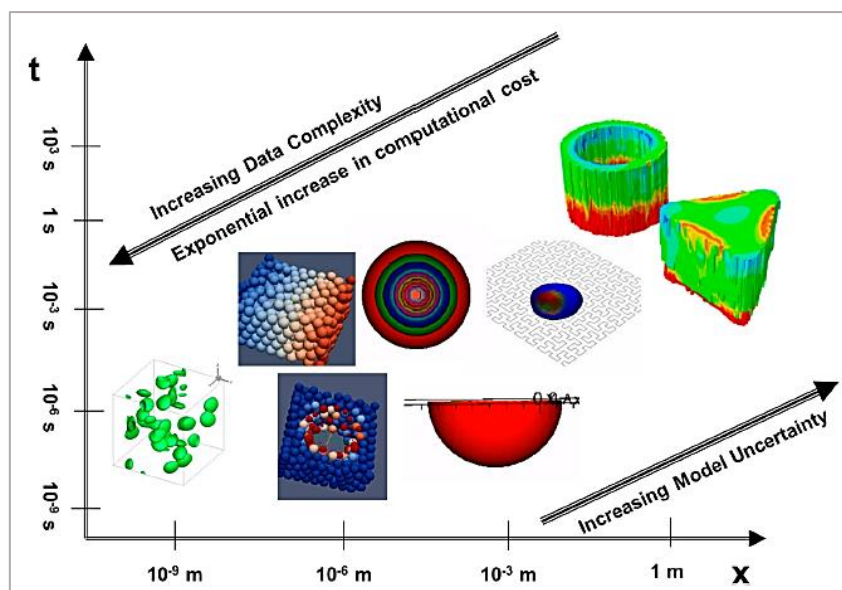 t
Increasing Data Complexity
Exponential increase in computational cost
10³ s
1 s
10⁻³ s
10⁻⁶ s
10⁻⁹ s
Increasing Model Uncertainty
10⁻⁹ m
10⁻⁶ m
10⁻³ m
1 m
x